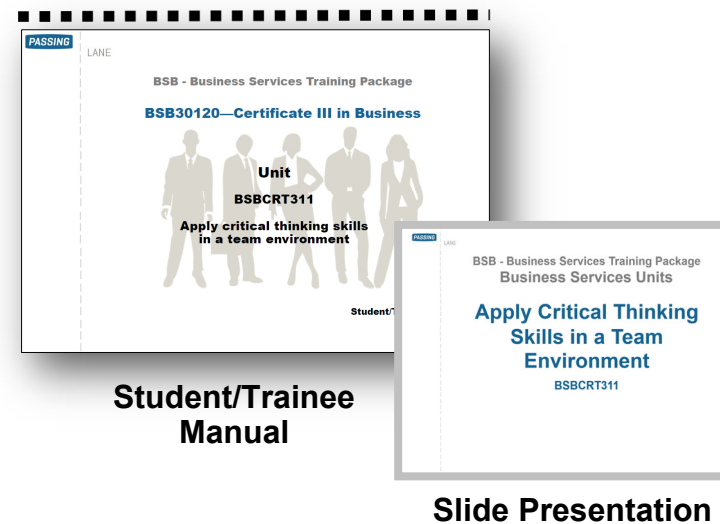 PASSING
LANE
BSB - Business Services Training Package
BSB30120—Certificate III in Business
Unit
BSBCRT311
Apply critical thinking skills
in a team environment
Student/T
Student/Trainee
Manual
PASSING
LANE
BSB - Business Services Training Package
Business Services Units
Apply Critical Thinking
Skills in a Team
Environment
BSBCRT311
Slide Presentation